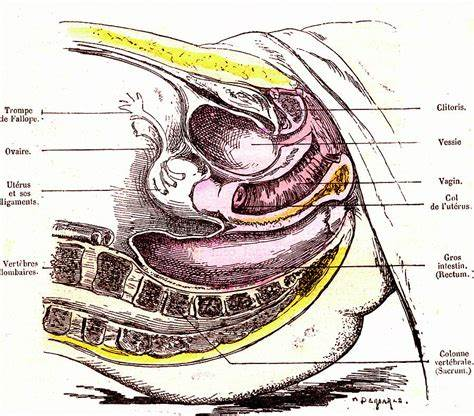 Trompe
de Fallope.
Ovaire.
Utérus
et ses
ligaments.
Vertèbres
lombaires.
Clitoris.
Vessie
Vagin.
Col
de l'utérus.
Gros
intestin.
(Rectum.)
Colonne
vertébrale.
(Sacrum.)